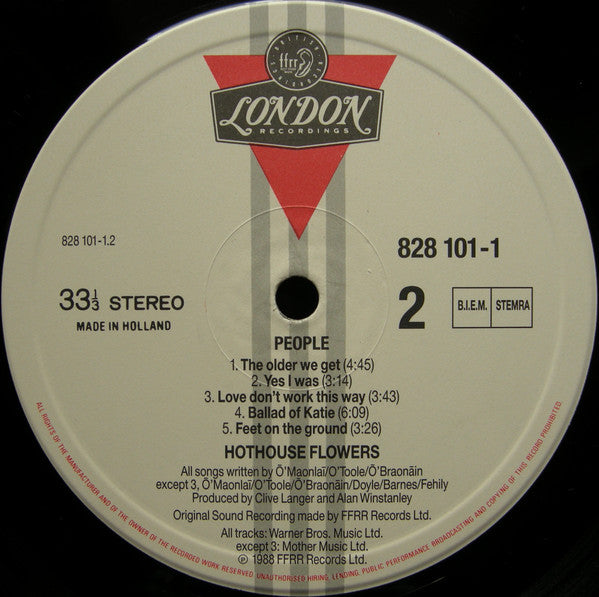 BRITISH RECORDINGS
ffrr
LONDON
RECORDINGS
828 101-1.2
828 101-1
33⅓ STEREO
MADE IN HOLLAND
2
B.I.E.M. STEMRA
PEOPLE
1. The older we get (4:45)
2. Yes I was (3:14)
3. Love don't work this way (3:43)
4. Ballad of Katie (6:09)
5. Feet on the ground (3:26)
HOTHOUSE FLOWERS
All songs written by Ō'Maonlaï/O'Toole/Ō'Braonäin
except 3, Ō'Maonlaï/O'Toole/Ō'Braonäin/Doyle/Barnes/Fehily
Produced by Clive Langer and Alan Winstanley
Original Sound Recording made by FFRR Records Ltd.
All tracks: Warner Bros. Music Ltd.
except 3: Mother Music Ltd.
℗ 1988 FFRR Records Ltd.
ALL RIGHTS OF THE MANUFACTURER AND OF THE OWNER OF THE RECORDED WORK RESERVED. UNAUTHORISED HIRING, LENDING, PUBLIC PERFORMANCE BROADCASTING AND COPYING OF THIS RECORD PROHIBITED.